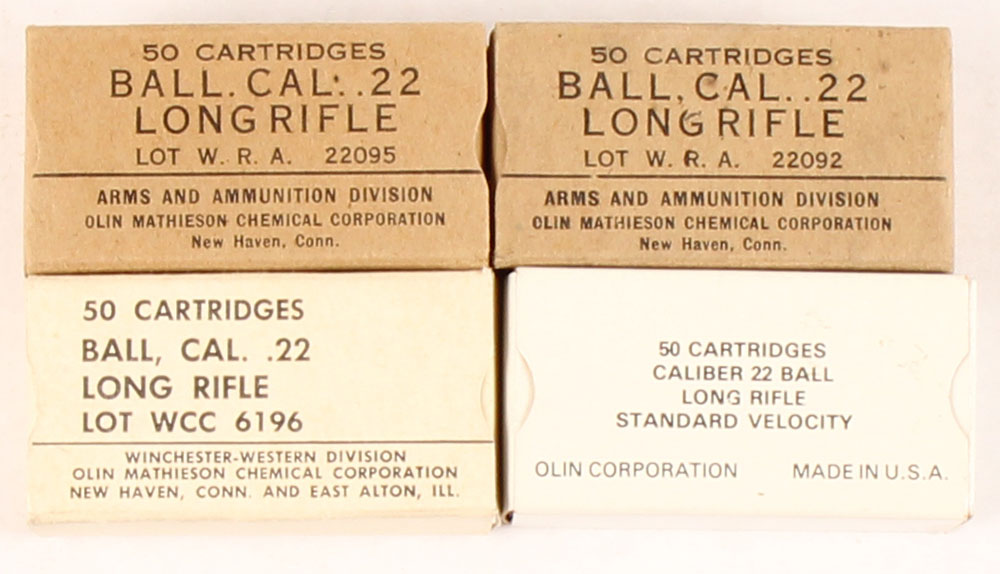 50 CARTRIDGES
BALL. CAL. .22
LONG RIFLE
LOT W. R. A. 22095
ARMS AND AMMUNITION DIVISION
OLIN MATHIESON CHEMICAL CORPORATION
New Haven, Conn.
50 CARTRIDGES
BALL, CAL. .22
LONG RIFLE
LOT W. R. A. 22092
ARMS AND AMMUNITION DIVISION
OLIN MATHIESON CHEMICAL CORPORATION
New Haven, Conn.
50 CARTRIDGES
BALL, CAL. .22
LONG RIFLE
LOT WCC 6196
WINCHESTER-WESTERN DIVISION
OLIN MATHIESON CHEMICAL CORPORATION
NEW HAVEN, CONN. AND EAST ALTON, ILL.
50 CARTRIDGES
CALIBER 22 BALL
LONG RIFLE
STANDARD VELOCITY
OLIN CORPORATION MADE IN U.S.A.